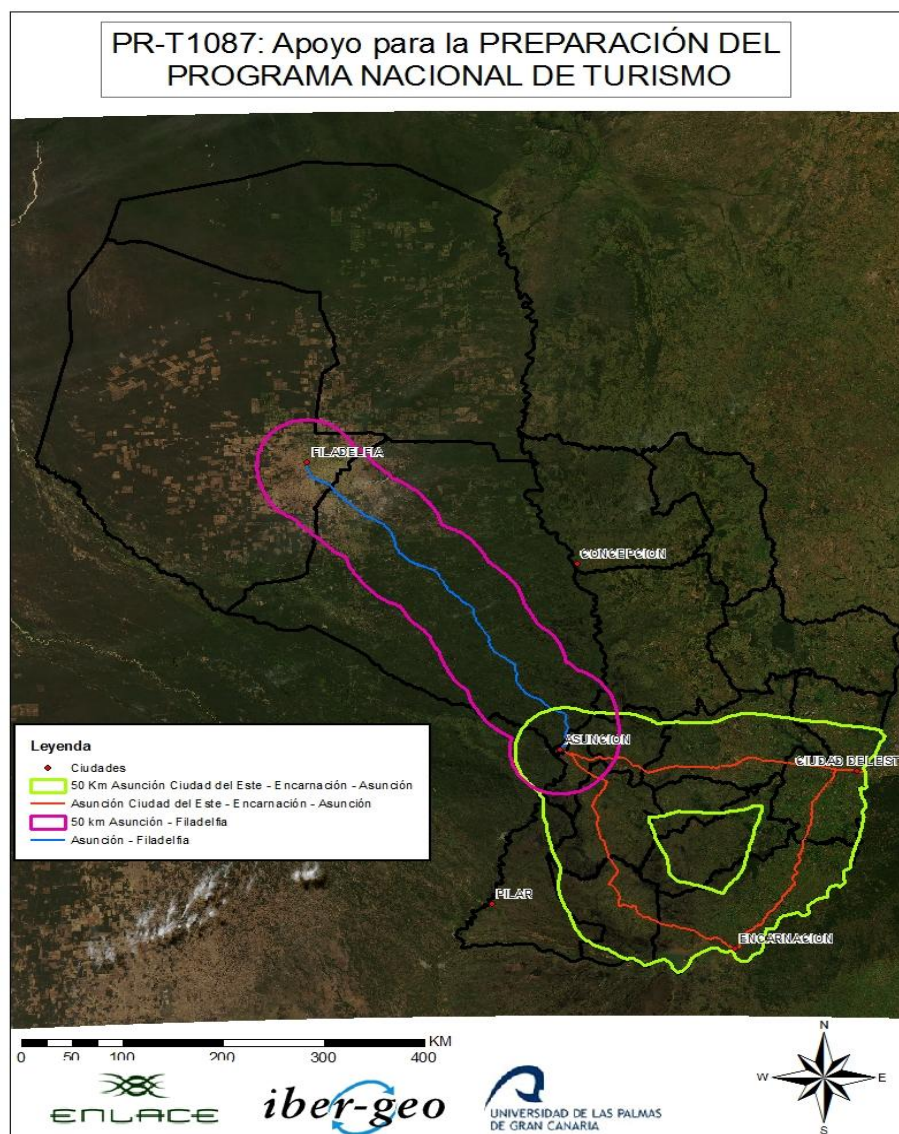 PR-T1087: Apoyo para la PREPARACIÓN DEL
PROGRAMA NACIONAL DE TURISMO
FILADELFIA
CONCEPCION
ASUNCION
CIUDAD DEL EST
PILAR
ENCARNACION
Leyenda
Ciudades
50 Km Asunción Ciudad del Este - Encarnación - Asunción
Asunción Ciudad del Este - Encarnación - Asunción
50 km Asunción - Filadelfia
Asunción - Filadelfia
0 25 50 100 200 300 400 KM
N
W E
S
ENLACE
iber-geo
UNIVERSIDAD DE LAS PALMAS
DE GRAN CANARIA